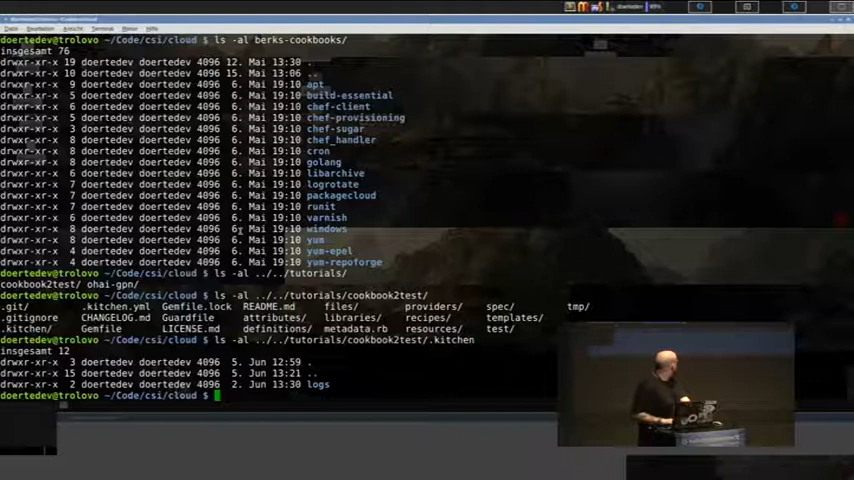 Datei Bearbeiten Ansicht Terminal Reiter Hilfe
doertedev@trolovo ~/Code/csi/cloud $ ls -al berks-cookbooks/
insgesamt 76
drwxr-xr-x 19 doertedev doertedev 4096 12. Mai 13:30 .
drwxr-xr-x 10 doertedev doertedev 4096 15. Mai 13:06 ..
drwxr-xr-x 9 doertedev doertedev 4096 6. Mai 19:10 apt
drwxr-xr-x 5 doertedev doertedev 4096 6. Mai 19:10 build-essential
drwxr-xr-x 6 doertedev doertedev 4096 6. Mai 19:10 chef-client
drwxr-xr-x 5 doertedev doertedev 4096 6. Mai 19:10 chef-provisioning
drwxr-xr-x 3 doertedev doertedev 4096 6. Mai 19:10 chef-sugar
drwxr-xr-x 8 doertedev doertedev 4096 6. Mai 19:10 chef_handler
drwxr-xr-x 8 doertedev doertedev 4096 6. Mai 19:10 cron
drwxr-xr-x 8 doertedev doertedev 4096 6. Mai 19:10 golang
drwxr-xr-x 6 doertedev doertedev 4096 6. Mai 19:10 libarchive
drwxr-xr-x 7 doertedev doertedev 4096 6. Mai 19:10 logrotate
drwxr-xr-x 7 doertedev doertedev 4096 6. Mai 19:10 packagecloud
drwxr-xr-x 7 doertedev doertedev 4096 6. Mai 19:10 runit
drwxr-xr-x 6 doertedev doertedev 4096 6. Mai 19:10 varnish
drwxr-xr-x 8 doertedev doertedev 4096 6. Mai 19:10 windows
drwxr-xr-x 8 doertedev doertedev 4096 6. Mai 19:10 yum
drwxr-xr-x 4 doertedev doertedev 4096 6. Mai 19:10 yum-epel
drwxr-xr-x 4 doertedev doertedev 4096 6. Mai 19:10 yum-repoforge
doertedev@trolovo ~/Code/csi/cloud $ ls -al ../../tutorials/
cookbook2test/ ohai-gpn/
doertedev@trolovo ~/Code/csi/cloud $ ls -al ../../tutorials/cookbook2test/
.git/ .kitchen.yml Gemfile.lock README.md files/ providers/ spec/ tmp/
.gitignore CHANGELOG.md Guardfile attributes/ libraries/ recipes/ templates/
.kitchen/ Gemfile LICENSE.md definitions/ metadata.rb resources/ test/
doertedev@trolovo ~/Code/csi/cloud $ ls -al ../../tutorials/cookbook2test/.kitchen
insgesamt 12
drwxr-xr-x 3 doertedev doertedev 4096 5. Jun 12:59 .
drwxr-xr-x 15 doertedev doertedev 4096 5. Jun 13:21 ..
drwxr-xr-x 2 doertedev doertedev 4096 2. Jun 13:30 logs
doertedev@trolovo ~/Code/csi/cloud $